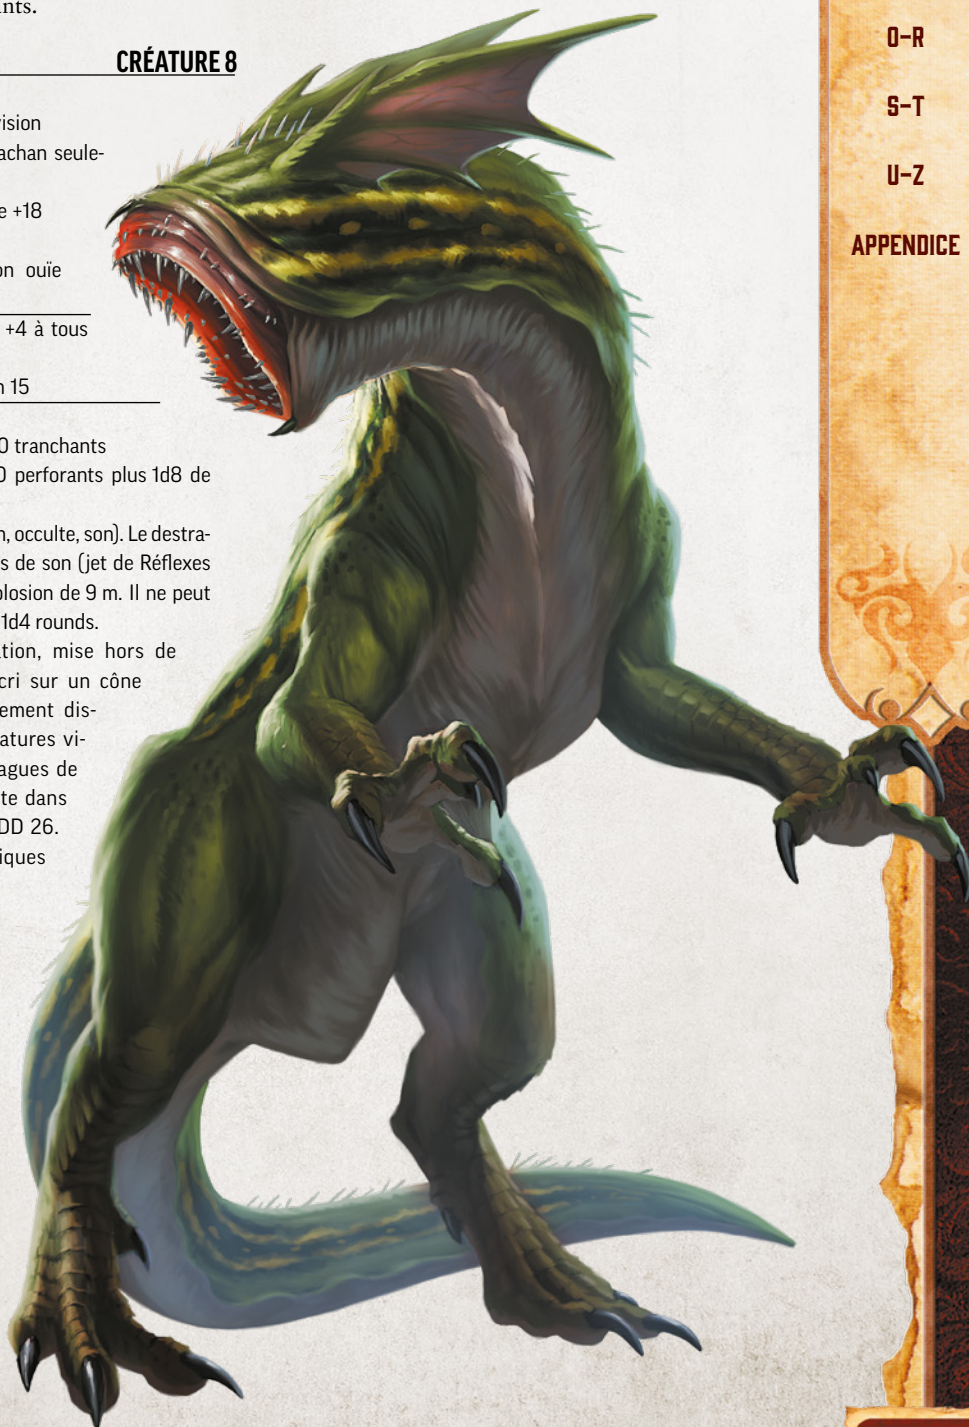 nts.
CRÉATURE 8
ision
achan seule-
e +18
on ouïe
+4 à tous
n 15
0 tranchants
0 perforants plus 1d8 de
n, occulte, son). Le destra-
s de son (jet de Réflexes
plosion de 9 m. Il ne peut
1d4 rounds.
ation, mise hors de
cri sur un cône
ement dis-
atures vi-
agues de
te dans
DD 26.
iques
O–R
S–T
U–Z
APPENDICE